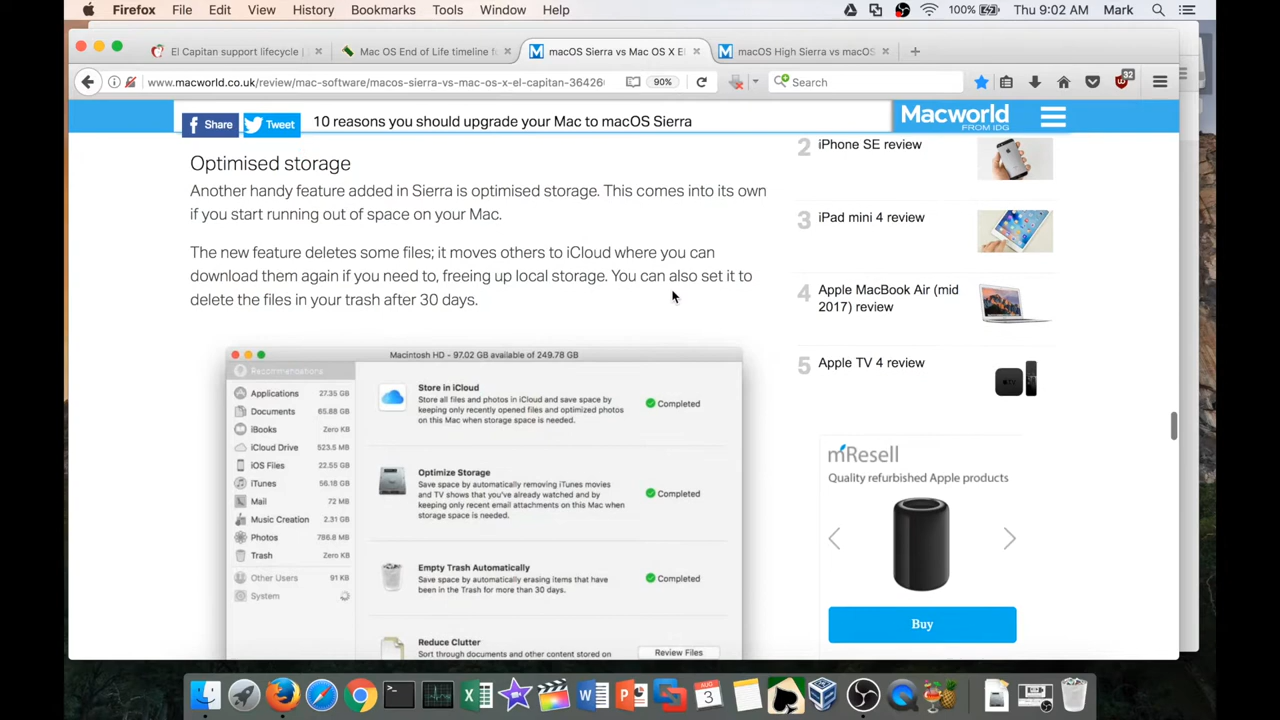 Firefox File Edit View History Bookmarks Tools Window Help 100% Thu 9:02 AM Mark
El Capitan support lifecycle Mac OS End of Life timeline fo macOS Sierra vs Mac OS X El macOS High Sierra vs macOS
www.macworld.co.uk/review/mac-software/macos-sierra-vs-mac-os-x-el-capitan-36426 90% Search 32
Share Tweet 10 reasons you should upgrade your Mac to macOS Sierra Macworld
FROM IDG
Optimised storage
Another handy feature added in Sierra is optimised storage. This comes into its own
if you start running out of space on your Mac.
The new feature deletes some files; it moves others to iCloud where you can
download them again if you need to, freeing up local storage. You can also set it to
delete the files in your trash after 30 days.
Macintosh HD - 97.02 GB available of 249.78 GB
Recommendations
Applications 27.35 GB
Documents 65.88 GB
iBooks Zero KB
iCloud Drive 523.5 MB
iOS Files 22.55 GB
iTunes 56.18 GB
Mail 72 MB
Music Creation 2.31 GB
Photos 786.8 MB
Trash Zero KB
Other Users 91 KB
System
Store in iCloud
Store all files and photos in iCloud and save space by
keeping only recently opened files and optimized photos
on this Mac when storage space is needed.
Completed
Optimize Storage
Save space by automatically removing iTunes movies
and TV shows that you've already watched and by
keeping only recent email attachments on this Mac when
storage space is needed.
Completed
Empty Trash Automatically
Save space by automatically erasing items that have
been in the Trash for more than 30 days.
Completed
Reduce Clutter
Sort through documents and other content stored on
Review Files
2 iPhone SE review
3 iPad mini 4 review
4 Apple MacBook Air (mid
2017) review
5 Apple TV 4 review
mResell
Quality refurbished Apple products
Buy
AUG
3